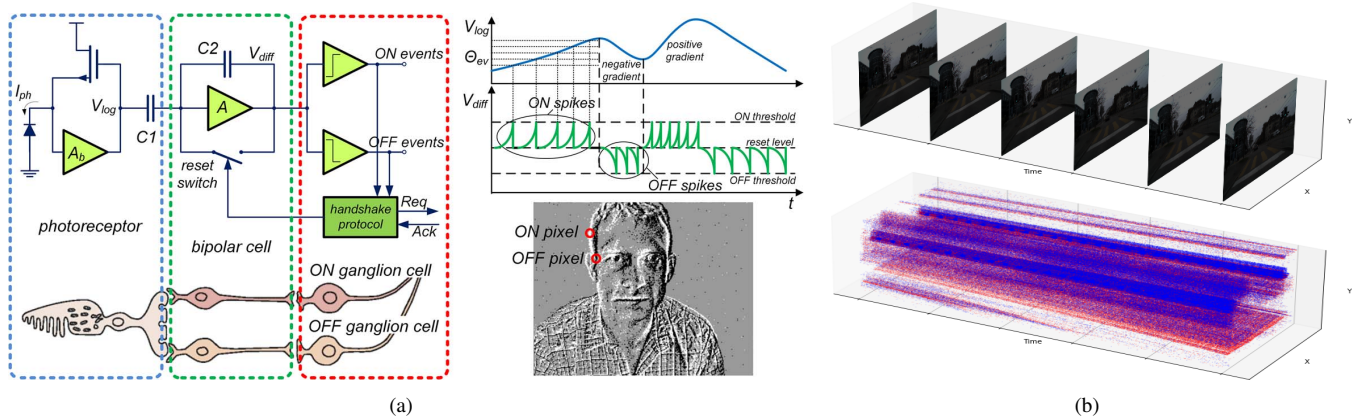 I_ph
V_log
A_b
C1
photoreceptor
C2
V_diff
A
reset
switch
bipolar cell
ON events
OFF events
handshake
protocol
Req
Ack
ON ganglion cell
OFF ganglion cell
V_log
Θ_ev
negative
gradient
positive
gradient
t
V_diff
ON spikes
ON threshold
reset level
OFF threshold
OFF spikes
t
ON pixel
OFF pixel
(a)
Time
X
Y
Time
X
Y
(b)